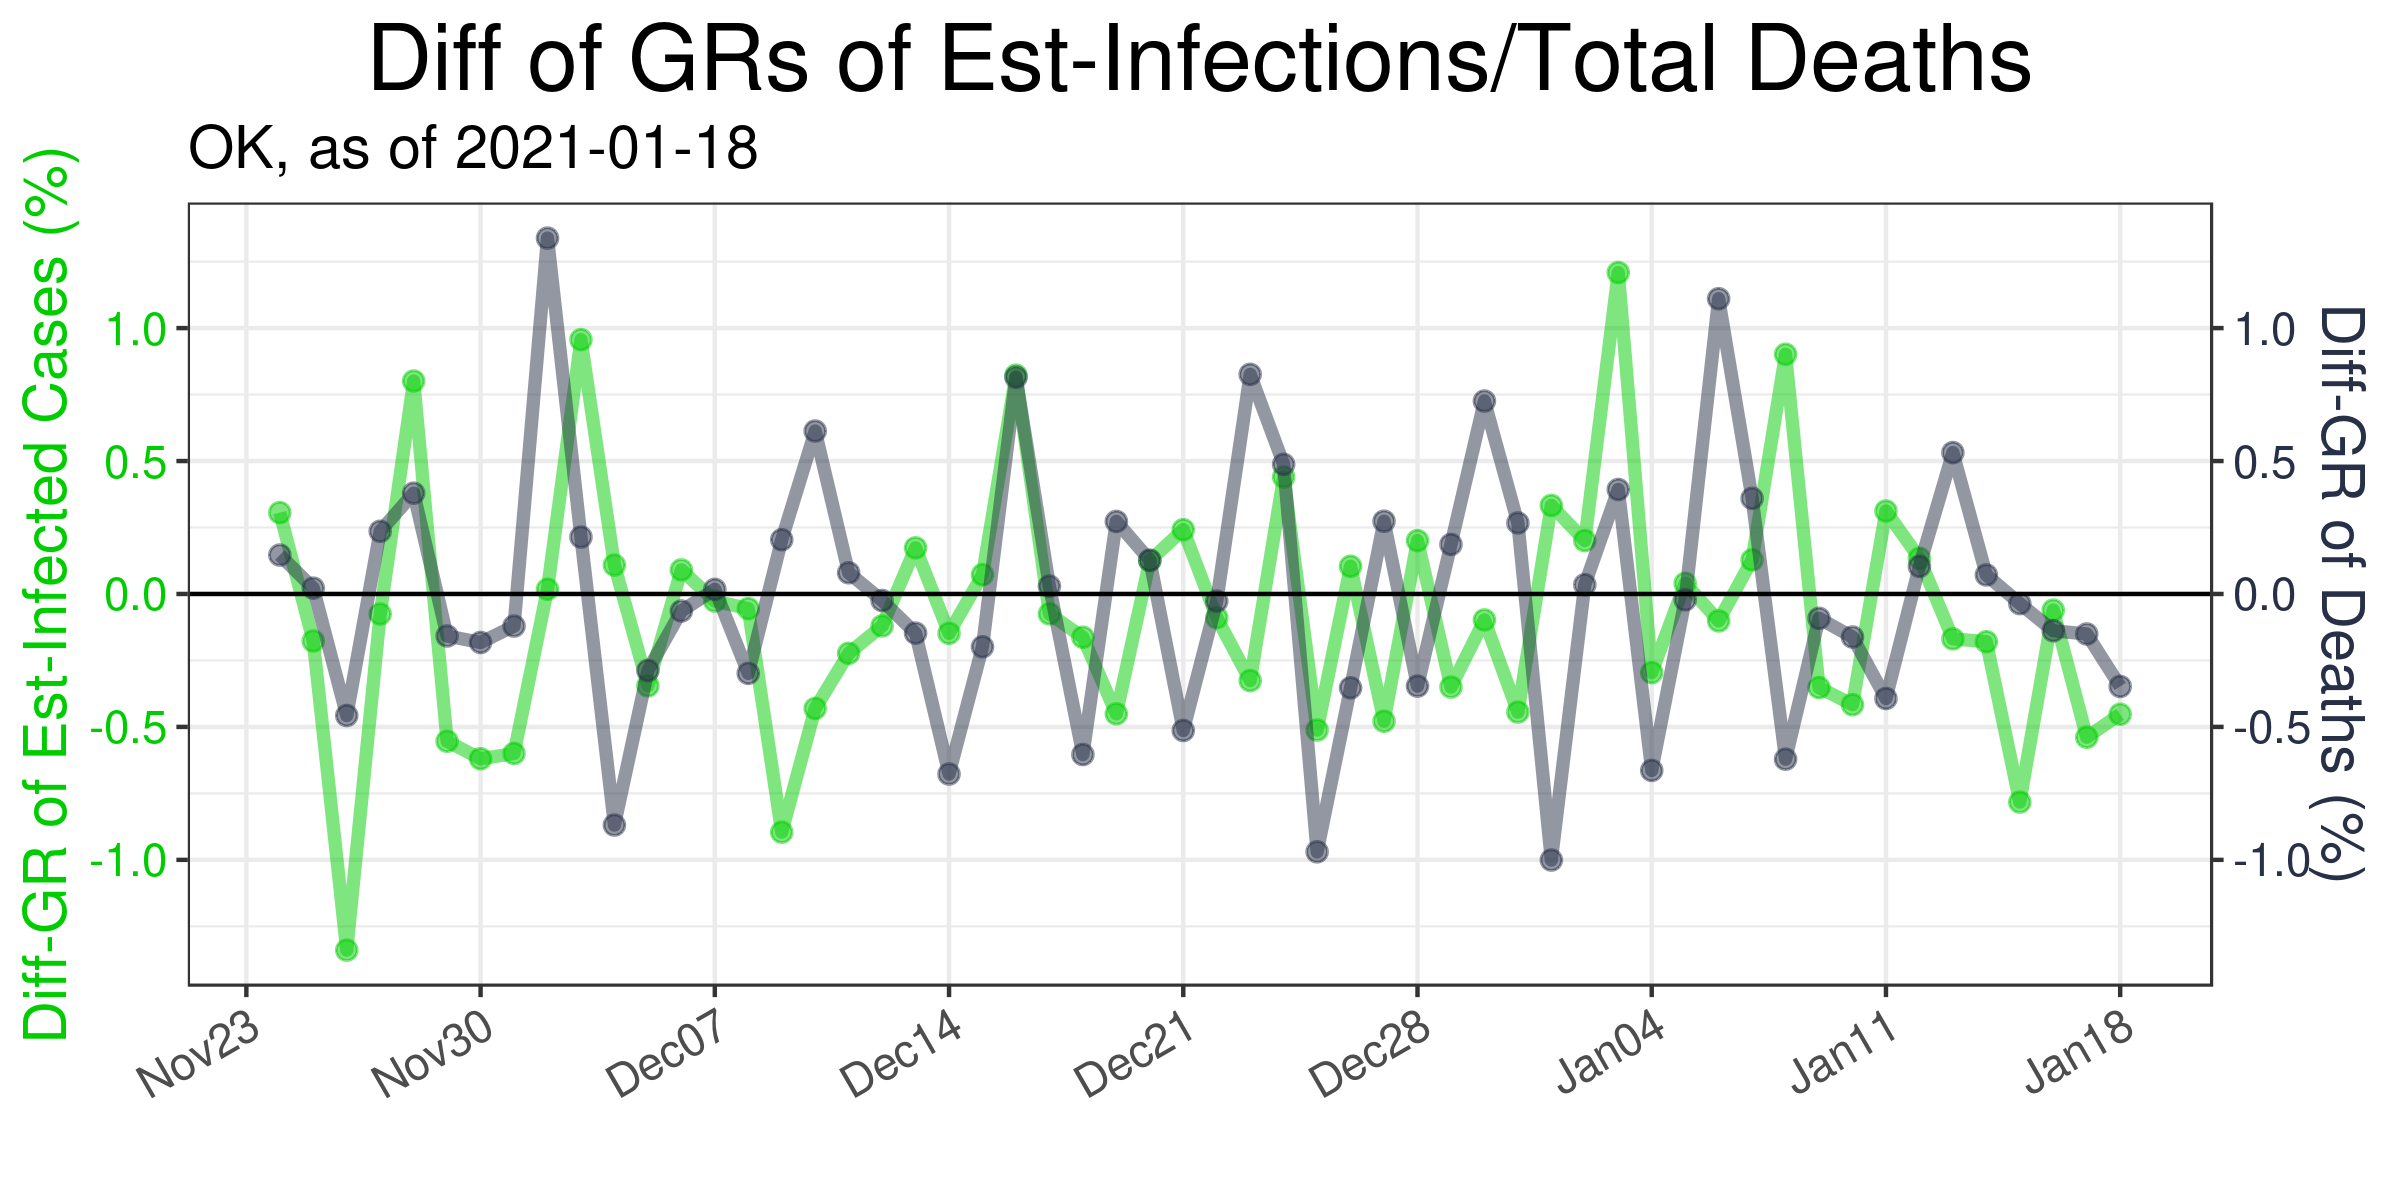 Diff of GRs of Est-Infections/Total Deaths
OK, as of 2021-01-18
Diff-GR of Est-Infected Cases (%)
1.0
0.5
0.0
-0.5
-1.0
1.0
0.5
0.0
-0.5
-1.0
Diff-GR of Deaths (%)
Nov23
Nov30
Dec07
Dec14
Dec21
Dec28
Jan04
Jan11
Jan18